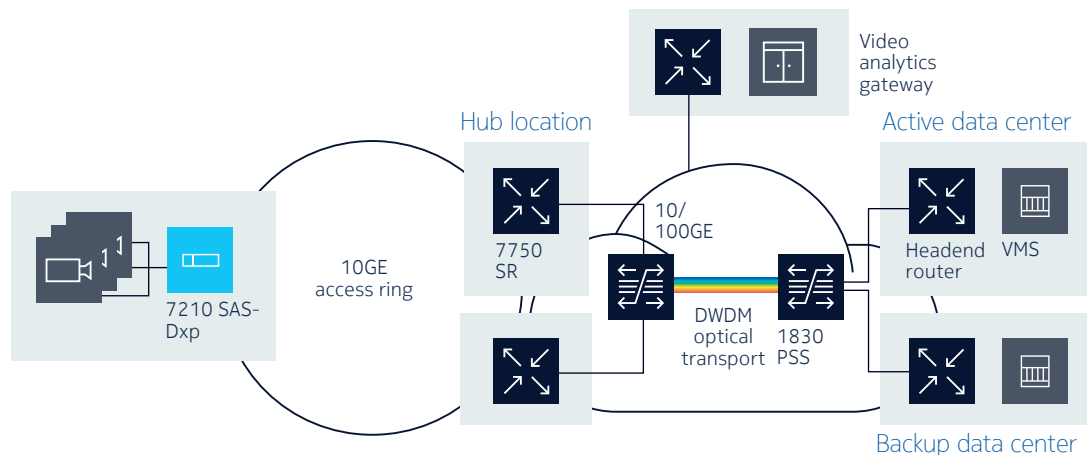 Video
analytics
gateway
Hub location
Active data center
10/
100GE
7750
SR
Headend
router
VMS
10GE
access ring
7210 SAS-
Dxp
DWDM
optical
transport
1830
PSS
Backup data center